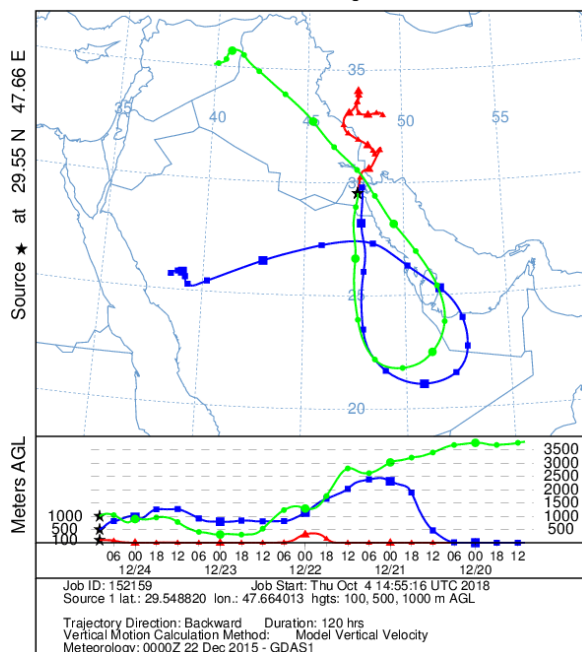 Source ★ at 29.55 N 47.66 E
35
35
40
45
50
55
30
25
20
Meters AGL
3500
3000
2500
2000
1500
1000
500
1000
500
100
06 00 18 12 06 00 18 12 06 00 18 12 06 00 18 12 06 00 12
12/24 12/23 12/22 12/21 12/20
Job ID: 152159 Job Start: Thu Oct 4 14:55:16 UTC 2018
Source 1 lat.: 29.548820 lon.: 47.664013 hgts: 100, 500, 1000 m AGL
Trajectory Direction: Backward Duration: 120 hrs
Vertical Motion Calculation Method: Model Vertical Velocity
Meteorology: 0000Z 22 Dec 2015 - GDAS1